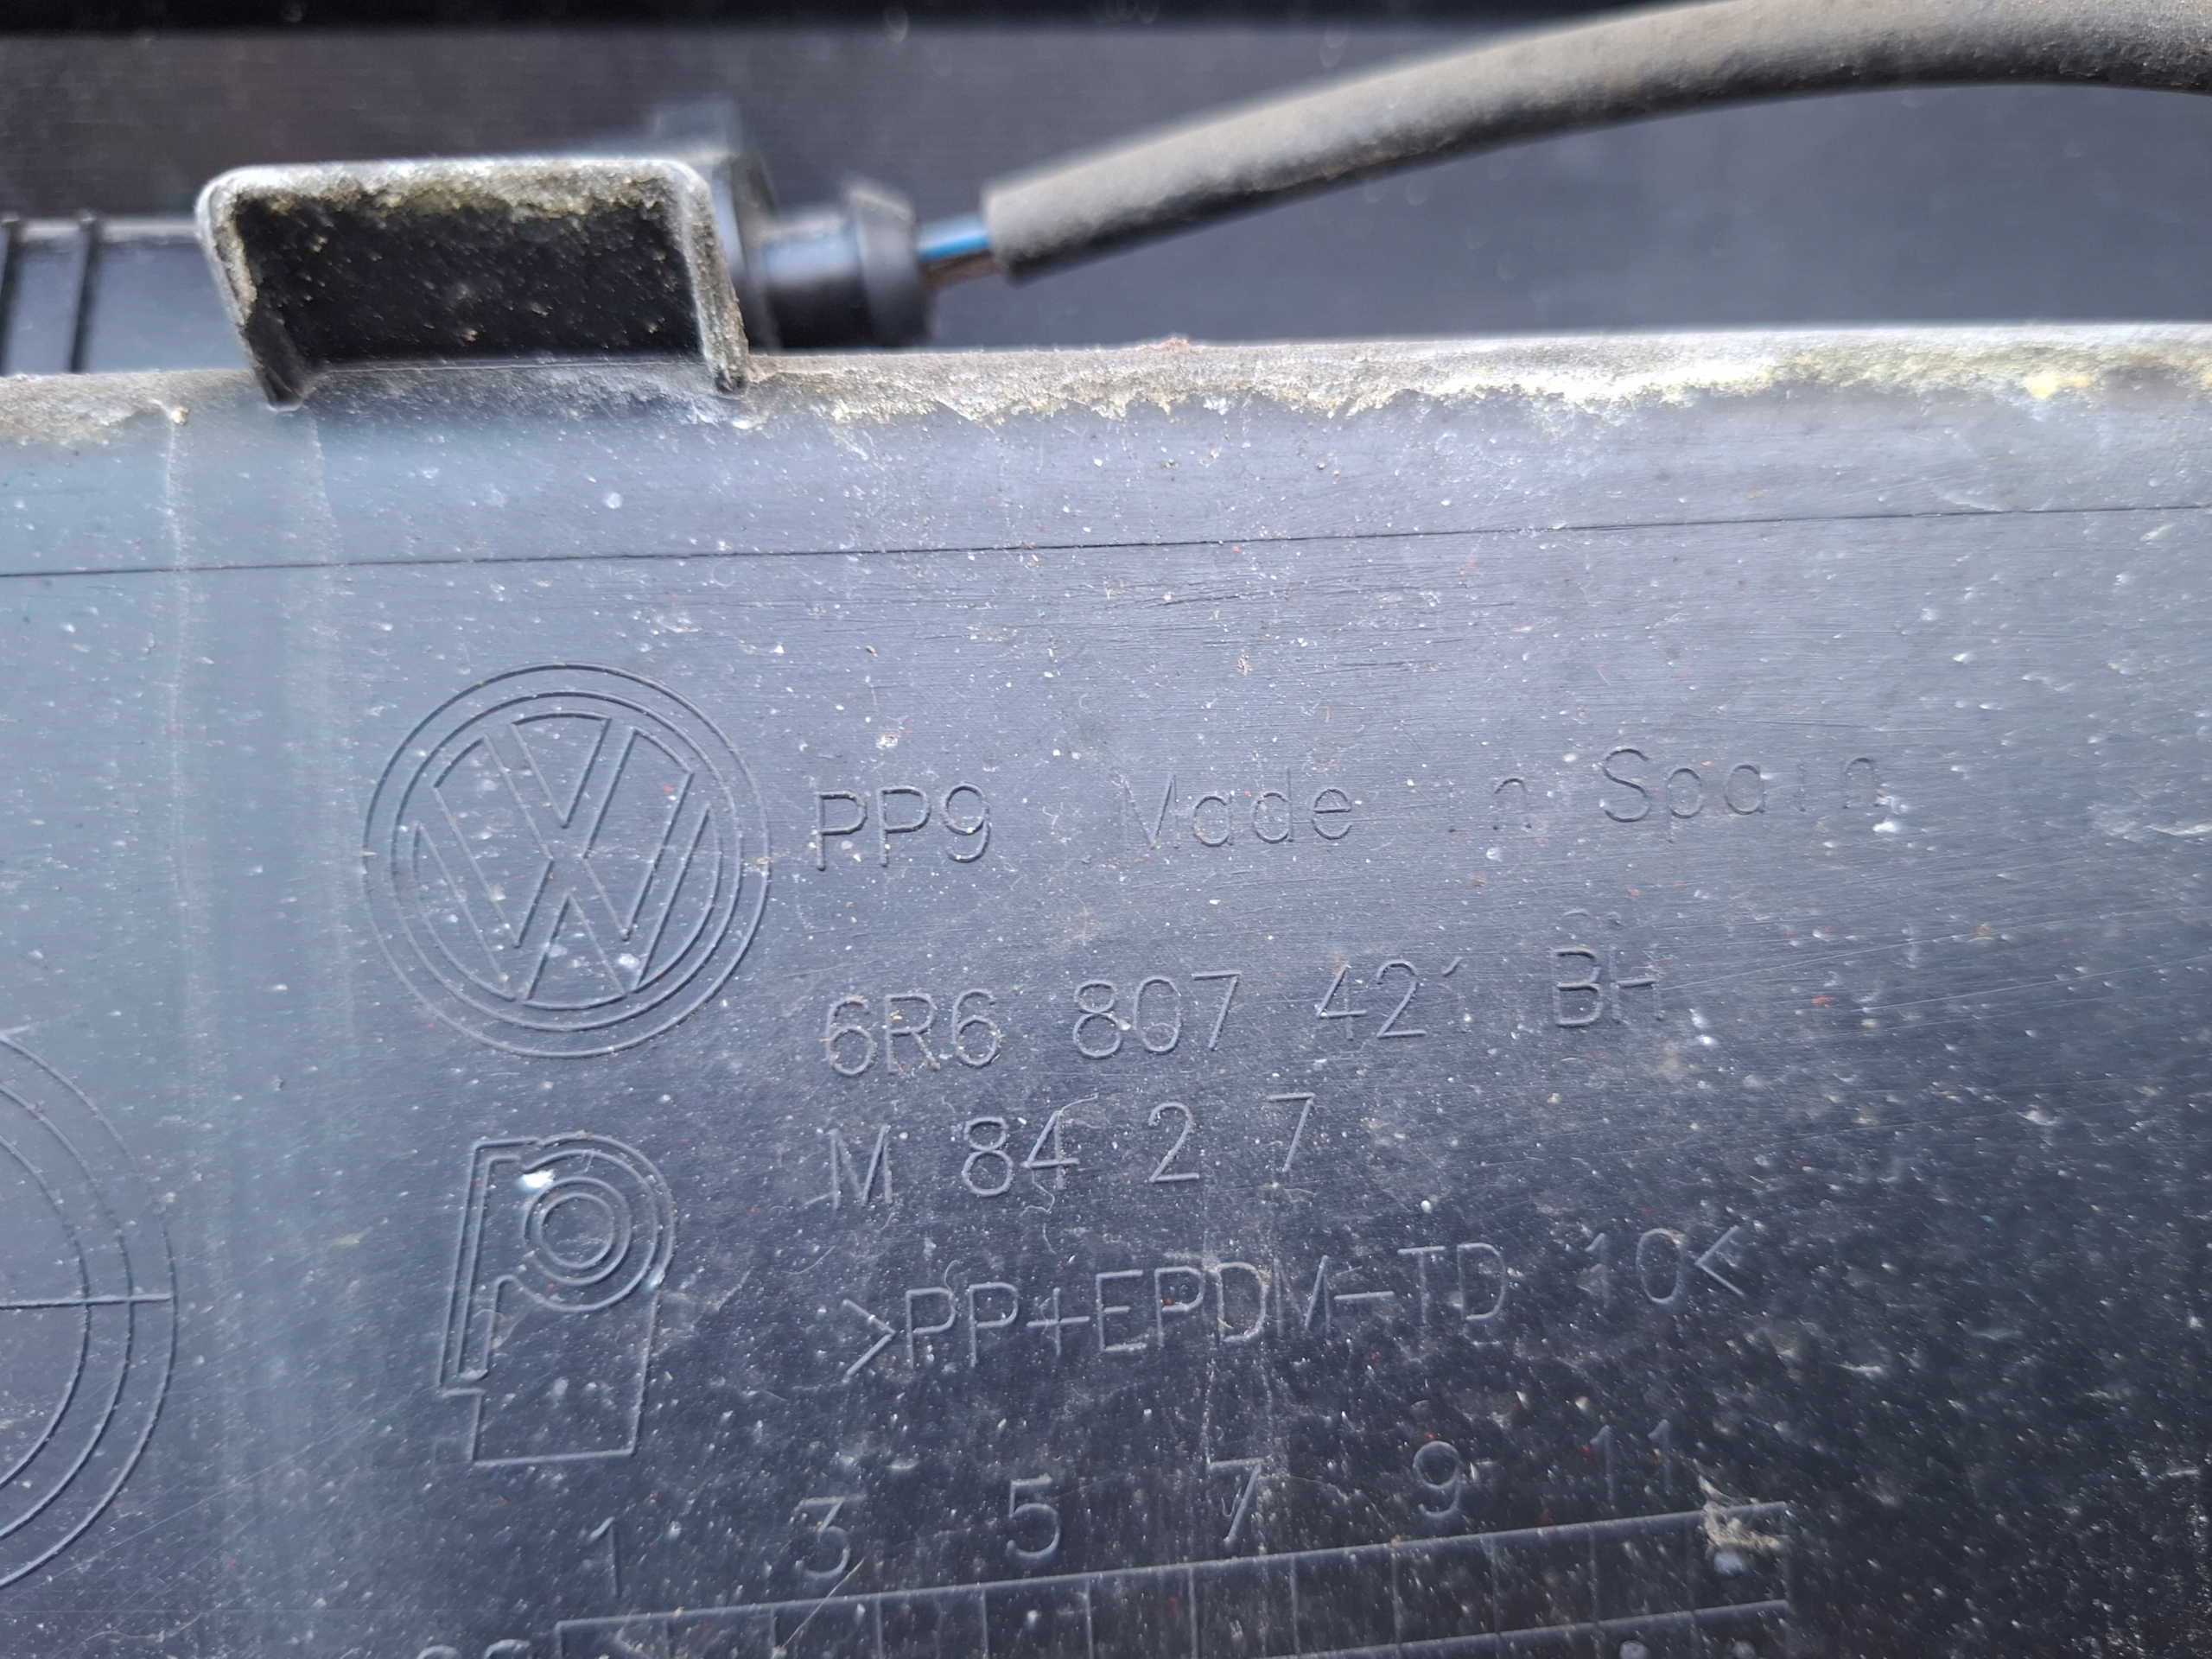 PP9 Made in Spain
6R6 807 421 BH
M 84 2 7
>PP+EPDM-TD 10<
1 3 5 7 9 11